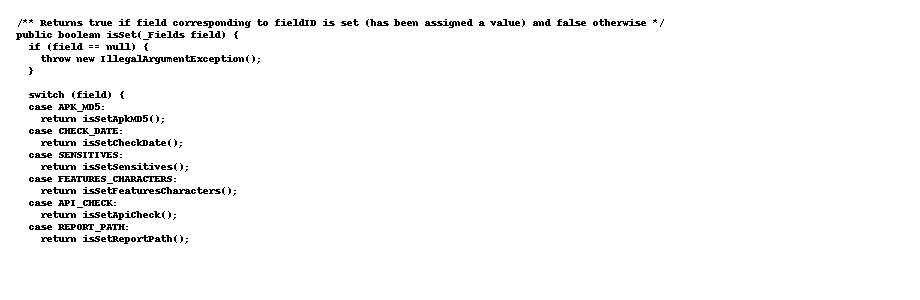 /** Returns true if field corresponding to fieldID is set (has been assigned a value) and false otherwise */
public boolean isSet(_Fields field) {
  if (field == null) {
    throw new IllegalArgumentException();
  }

  switch (field) {
  case APK_MD5:
    return isSetApkMD5();
  case CHECK_DATE:
    return isSetCheckDate();
  case SENSITIVES:
    return isSetSensitives();
  case FEATURES_CHARACTERS:
    return isSetFeaturesCharacters();
  case API_CHECK:
    return isSetApiCheck();
  case REPORT_PATH:
    return isSetReportPath();